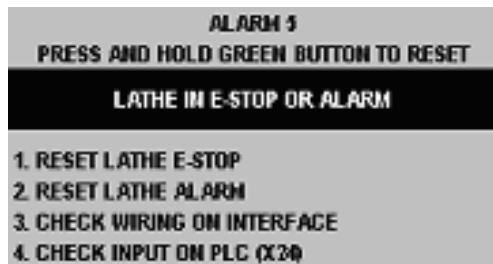 ALARM 5
PRESS AND HOLD GREEN BUTTON TO RESET
LATHE IN E-STOP OR ALARM
1. RESET LATHE E-STOP
2. RESET LATHE ALARM
3. CHECK WIRING ON INTERFACE
4. CHECK INPUT ON PLC